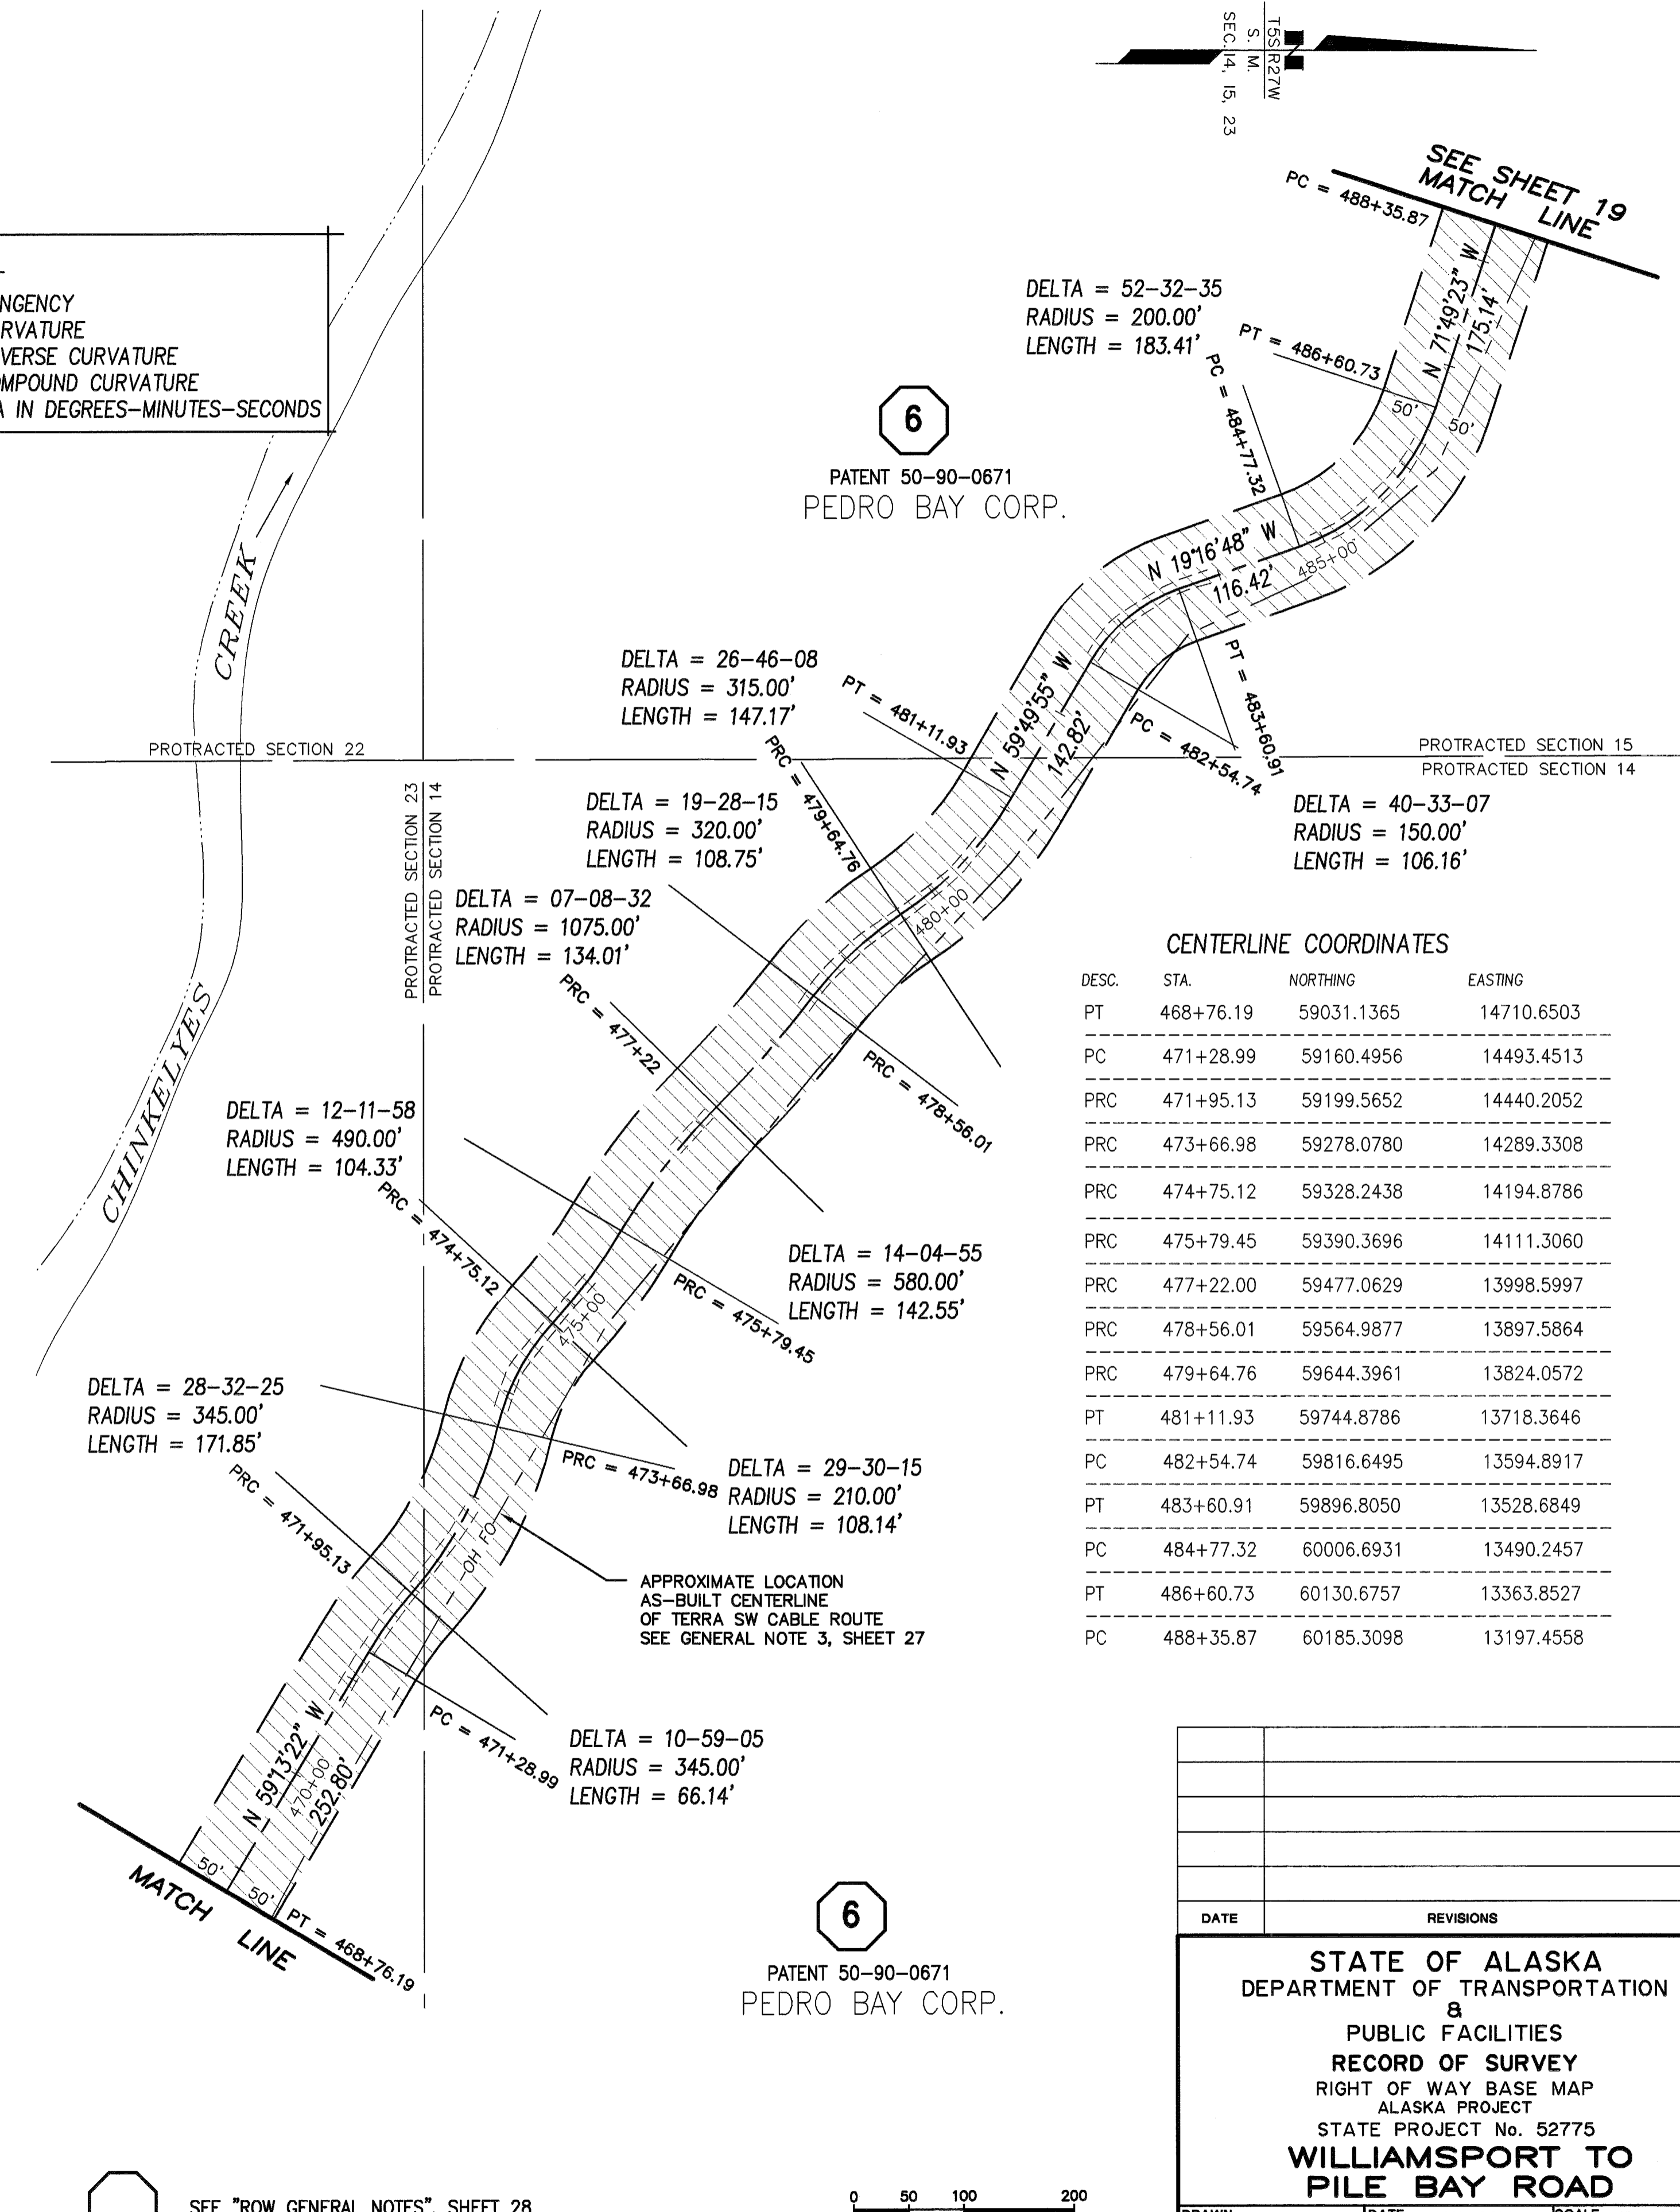 T5S R27W
S. M.
SEC. 14, 15, 23
N
SEE SHEET 19
MATCH LINE
PC = 488+35.87
NGENCY
RVATURE
VERSE CURVATURE
OMPOUND CURVATURE
A IN DEGREES-MINUTES-SECONDS
DELTA = 52-32-35
RADIUS = 200.00'
LENGTH = 183.41'
PT = 486+60.73
PC = 484+77.32
N 71°49'23" W
175.14'
50'
50'
6
PATENT 50-90-0671
PEDRO BAY CORP.
N 19°16'48" W
116.42'
485+00
CHINKELYES CREEK
DELTA = 26-46-08
RADIUS = 315.00'
LENGTH = 147.17'
PT = 481+11.93
PRC = 479+64.76
N 59°49'55" W
142.82'
PT = 483+60.91
PC = 482+54.74
PROTRACTED SECTION 22
PROTRACTED SECTION 15
PROTRACTED SECTION 14
PROTRACTED SECTION 23
PROTRACTED SECTION 14
DELTA = 40-33-07
RADIUS = 150.00'
LENGTH = 106.16'
DELTA = 19-28-15
RADIUS = 320.00'
LENGTH = 108.75'
480+00
DELTA = 07-08-32
RADIUS = 1075.00'
LENGTH = 134.01'
PRC = 477+22
PRC = 478+56.01
DELTA = 12-11-58
RADIUS = 490.00'
LENGTH = 104.33'
PRC = 474+75.12
475+00
DELTA = 14-04-55
RADIUS = 580.00'
LENGTH = 142.55'
PRC = 475+79.45
DELTA = 28-32-25
RADIUS = 345.00'
LENGTH = 171.85'
PRC = 471+95.13
PRC = 473+66.98
DELTA = 29-30-15
RADIUS = 210.00'
LENGTH = 108.14'
OH FO
APPROXIMATE LOCATION
AS-BUILT CENTERLINE
OF TERRA SW CABLE ROUTE
SEE GENERAL NOTE 3, SHEET 27
PC = 471+28.99
DELTA = 10-59-05
RADIUS = 345.00'
LENGTH = 66.14'
N 59°13'22" W
470+00
252.80'
50'
50'
MATCH LINE
PT = 468+76.19
6
PATENT 50-90-0671
PEDRO BAY CORP.
CENTERLINE COORDINATES
DESC. STA. NORTHING EASTING
PT 468+76.19 59031.1365 14710.6503
PC 471+28.99 59160.4956 14493.4513
PRC 471+95.13 59199.5652 14440.2052
PRC 473+66.98 59278.0780 14289.3308
PRC 474+75.12 59328.2438 14194.8786
PRC 475+79.45 59390.3696 14111.3060
PRC 477+22.00 59477.0629 13998.5997
PRC 478+56.01 59564.9877 13897.5864
PRC 479+64.76 59644.3961 13824.0572
PT 481+11.93 59744.8786 13718.3646
PC 482+54.74 59816.6495 13594.8917
PT 483+60.91 59896.8050 13528.6849
PC 484+77.32 60006.6931 13490.2457
PT 486+60.73 60130.6757 13363.8527
PC 488+35.87 60185.3098 13197.4558
DATE REVISIONS
STATE OF ALASKA
DEPARTMENT OF TRANSPORTATION
&
PUBLIC FACILITIES
RECORD OF SURVEY
RIGHT OF WAY BASE MAP
ALASKA PROJECT
STATE PROJECT No. 52775
WILLIAMSPORT TO
PILE BAY ROAD
DRAWN DATE SCALE
SEE "ROW GENERAL NOTES", SHEET 28
0 50 100 200